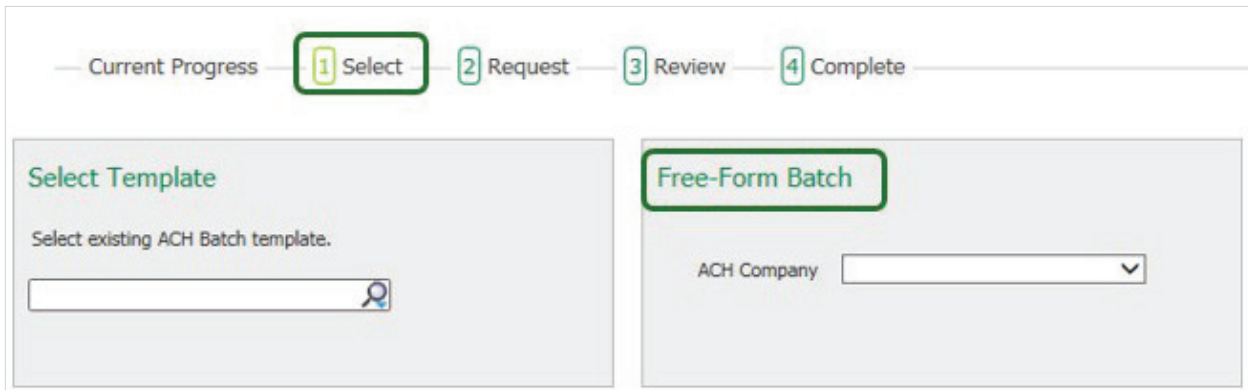 Current Progress 1 Select 2 Request 3 Review 4 Complete
Select Template
Select existing ACH Batch template.
Free-Form Batch
ACH Company